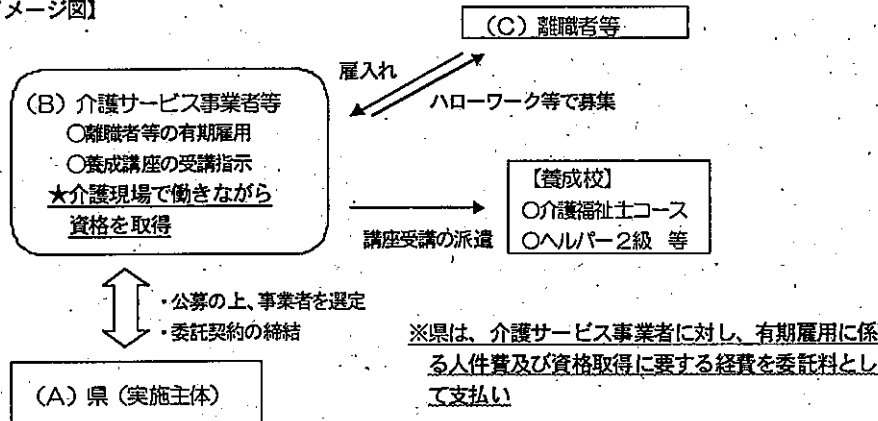 メージ図】
（C）離職者等
雇入れ
ハローワーク等で募集
（B）介護サービス事業者等
○離職者等の有期雇用
○養成講座の受講指示
★介護現場で働きながら
資格を取得
【養成校】
○介護福祉士コース
○ヘルパー２級　等
講座受講の派遣
・公募の上、事業者を選定
・委託契約の締結
（A）県（実施主体）
※県は、介護サービス事業者に対し、有期雇用に係
る人件費及び資格取得に要する経費を委託料とし
て支払い